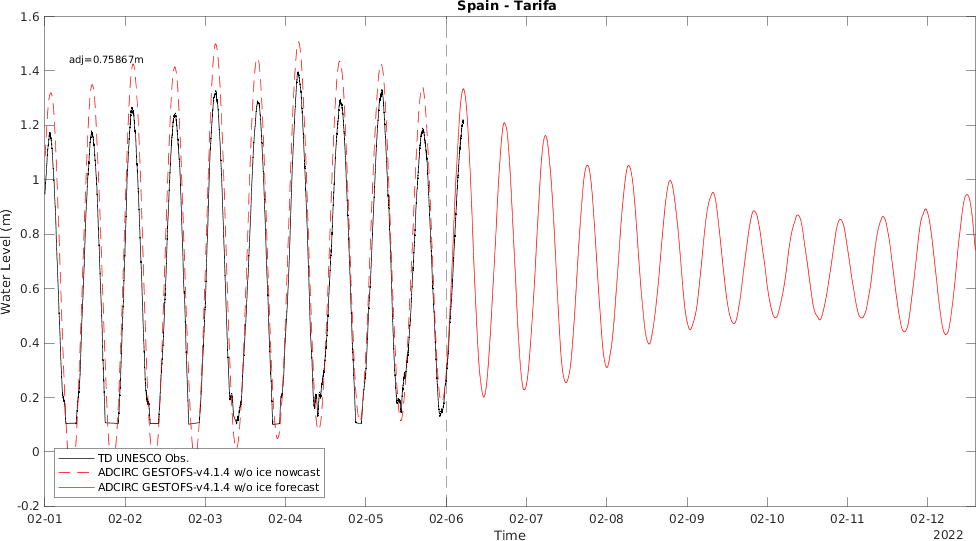 Spain - Tarifa
1.6
1.4
1.2
1
0.8
0.6
0.4
0.2
0
-0.2
Water Level (m)
adj=0.75867m
TD UNESCO Obs.
ADCIRC GESTOFS-v4.1.4 w/o ice nowcast
ADCIRC GESTOFS-v4.1.4 w/o ice forecast
02-01 02-02 02-03 02-04 02-05 02-06 02-07 02-08 02-09 02-10 02-11 02-12
Time
2022